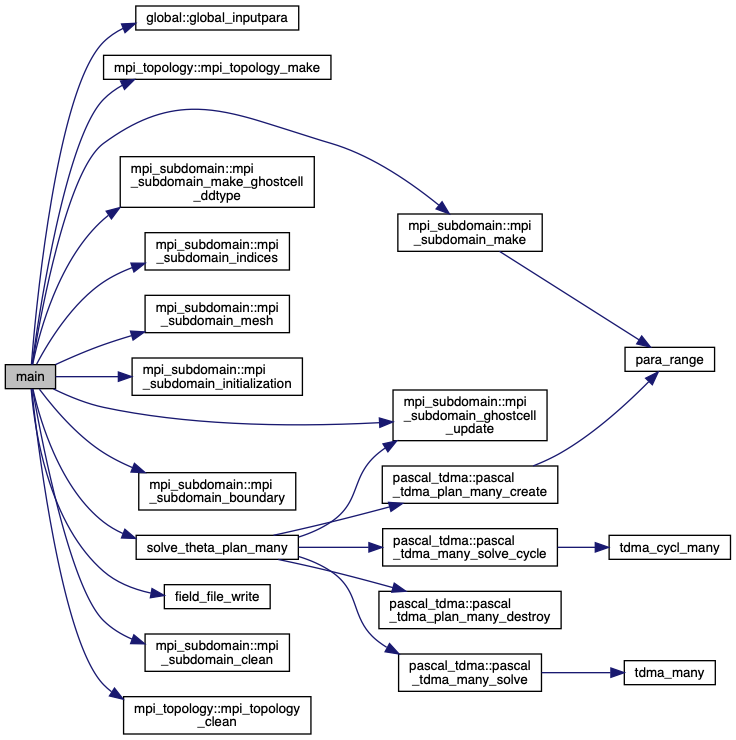 global::global_inputpara
mpi_topology::mpi_topology_make
mpi_subdomain::mpi
_subdomain_make_ghostcell
_ddtype
mpi_subdomain::mpi
_subdomain_make
mpi_subdomain::mpi
_subdomain_indices
mpi_subdomain::mpi
_subdomain_mesh
para_range
main
mpi_subdomain::mpi
_subdomain_initialization
mpi_subdomain::mpi
_subdomain_ghostcell
_update
mpi_subdomain::mpi
_subdomain_boundary
pascal_tdma::pascal
_tdma_plan_many_create
solve_theta_plan_many
pascal_tdma::pascal
_tdma_many_solve_cycle
tdma_cycl_many
field_file_write
pascal_tdma::pascal
_tdma_plan_many_destroy
mpi_subdomain::mpi
_subdomain_clean
pascal_tdma::pascal
_tdma_many_solve
tdma_many
mpi_topology::mpi_topology
_clean